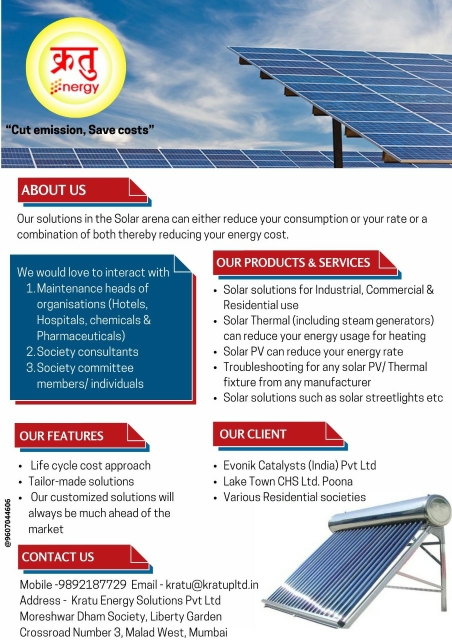 क्रतु
Energy
“Cut emission, Save costs”
ABOUT US
Our solutions in the Solar arena can either reduce your consumption or your rate or a
combination of both thereby reducing your energy cost.
We would love to interact with
1. Maintenance heads of
organisations (Hotels,
Hospitals, chemicals &
Pharmaceuticals)
2. Society consultants
3. Society committee
members/ individuals
OUR PRODUCTS & SERVICES
• Solar solutions for Industrial, Commercial &
Residential use
• Solar Thermal (including steam generators)
can reduce your energy usage for heating
• Solar PV can reduce your energy rate
• Troubleshooting for any solar PV/ Thermal
fixture from any manufacturer
• Solar solutions such as solar streetlights etc
OUR FEATURES
• Life cycle cost approach
• Tailor-made solutions
• Our customized solutions will
always be much ahead of the
market
OUR CLIENT
• Evonik Catalysts (India) Pvt Ltd
• Lake Town CHS Ltd. Poona
• Various Residential societies
@9607044606
CONTACT US
Mobile -9892187729 Email - kratu@kratupltd.in
Address - Kratu Energy Solutions Pvt Ltd
Moreshwar Dham Society, Liberty Garden
Crossroad Number 3, Malad West, Mumbai